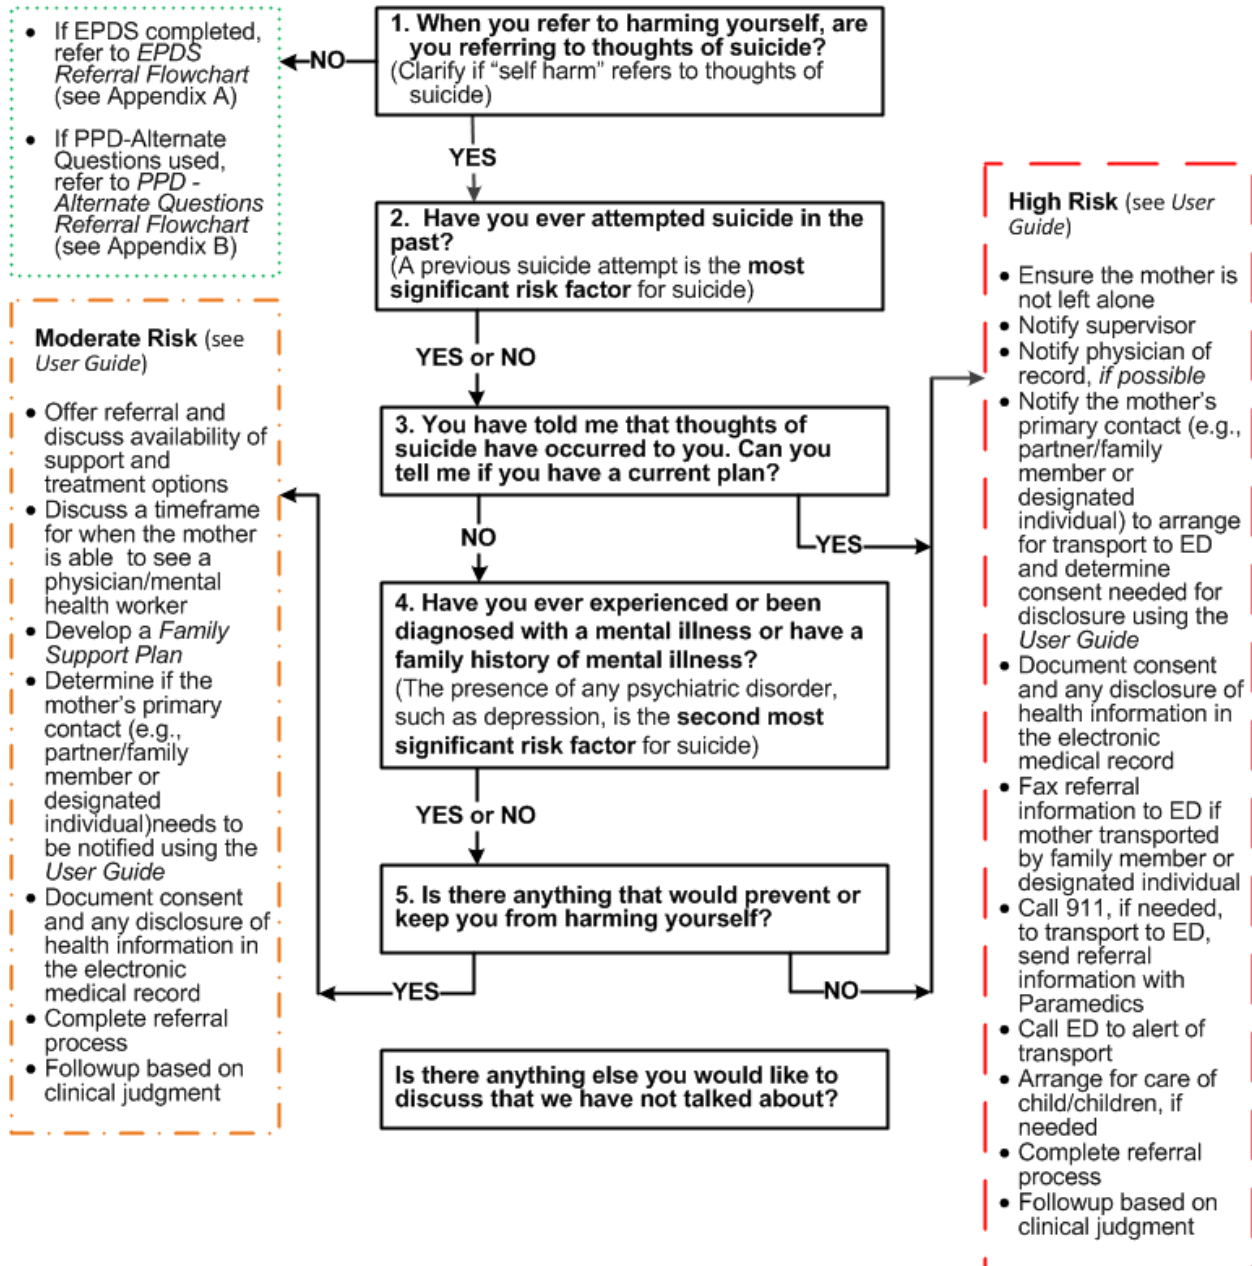 • If EPDS completed,
refer to EPDS
Referral Flowchart
(see Appendix A)
• If PPD-Alternate
Questions used,
refer to PPD -
Alternate Questions
Referral Flowchart
(see Appendix B)
1. When you refer to harming yourself, are
you referring to thoughts of suicide?
(Clarify if “self harm” refers to thoughts of
suicide)
NO
YES
2. Have you ever attempted suicide in the
past?
(A previous suicide attempt is the most
significant risk factor for suicide)
YES or NO
3. You have told me that thoughts of
suicide have occurred to you. Can you
tell me if you have a current plan?
NO
YES
4. Have you ever experienced or been
diagnosed with a mental illness or have a
family history of mental illness?
(The presence of any psychiatric disorder,
such as depression, is the second most
significant risk factor for suicide)
YES or NO
5. Is there anything that would prevent or
keep you from harming yourself?
YES
NO
Is there anything else you would like to
discuss that we have not talked about?
Moderate Risk (see
User Guide)
• Offer referral and
discuss availability of
support and
treatment options
• Discuss a timeframe
for when the mother
is able to see a
physician/mental
health worker
• Develop a Family
Support Plan
• Determine if the
mother’s primary
contact (e.g.,
partner/family
member or
designated
individual)needs to
be notified using the
User Guide
• Document consent
and any disclosure of
health information in
the electronic
medical record
• Complete referral
process
• Followup based on
clinical judgment
High Risk (see User
Guide)
• Ensure the mother is
not left alone
• Notify supervisor
• Notify physician of
record, if possible
• Notify the mother’s
primary contact (e.g.,
partner/family
member or
designated
individual) to arrange
for transport to ED
and determine
consent needed for
disclosure using the
User Guide
• Document consent
and any disclosure of
health information in
the electronic
medical record
• Fax referral
information to ED if
mother transported
by family member or
designated individual
• Call 911, if needed,
to transport to ED,
send referral
information with
Paramedics
• Call ED to alert of
transport
• Arrange for care of
child/children, if
needed
• Complete referral
process
• Followup based on
clinical judgment